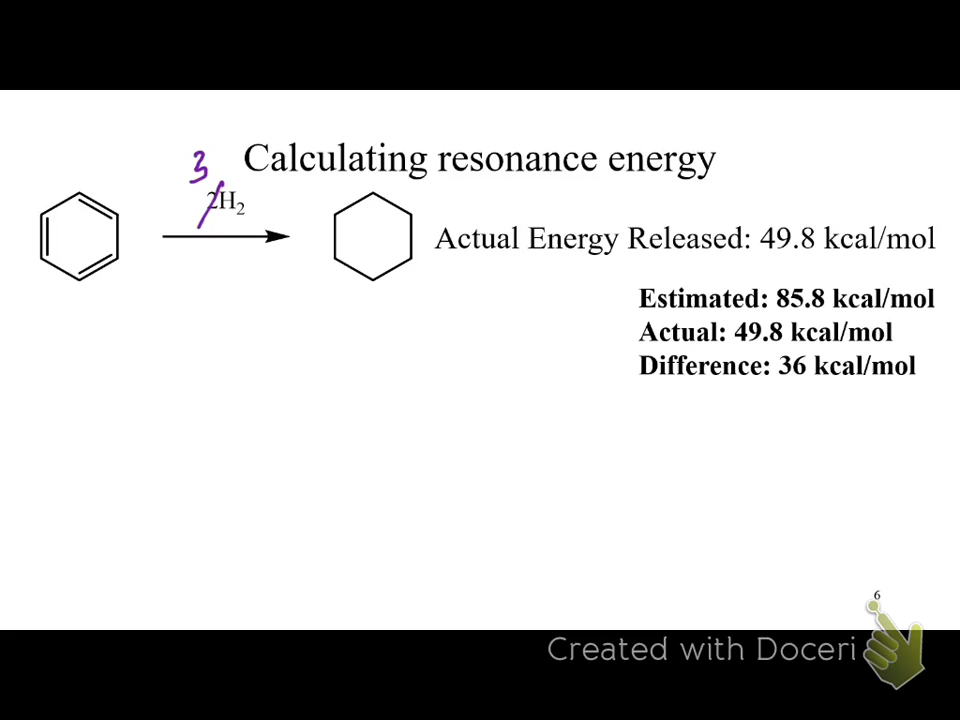 Calculating resonance energy
3
2H₂
Actual Energy Released: 49.8 kcal/mol
Estimated: 85.8 kcal/mol
Actual: 49.8 kcal/mol
Difference: 36 kcal/mol
6
Created with Doceri